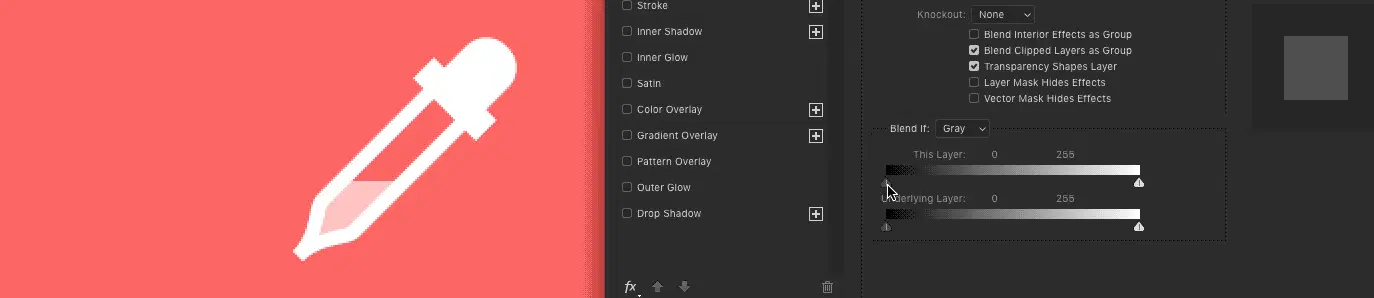 Stroke
Inner Shadow
Inner Glow
Satin
Color Overlay
Gradient Overlay
Pattern Overlay
Outer Glow
Drop Shadow
fx
Knockout: None
Blend Interior Effects as Group
Blend Clipped Layers as Group
Transparency Shapes Layer
Layer Mask Hides Effects
Vector Mask Hides Effects
Blend If: Gray
This Layer: 0 255
Underlying Layer: 0 255